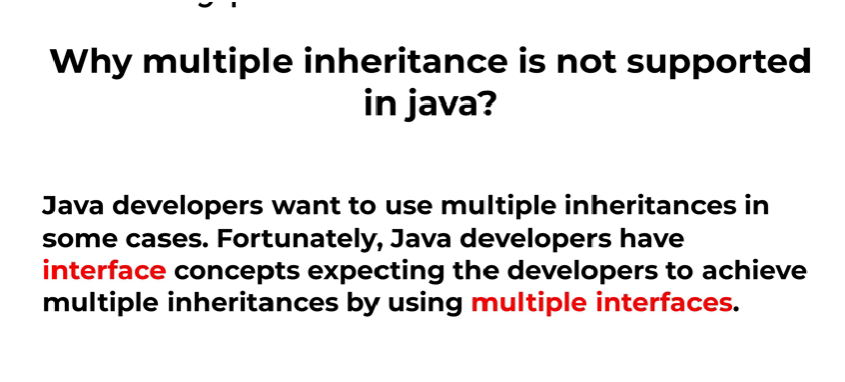 Why multiple inheritance is not supported
in java?
Java developers want to use multiple inheritances in
some cases. Fortunately, Java developers have
interface concepts expecting the developers to achieve
multiple inheritances by using multiple interfaces.